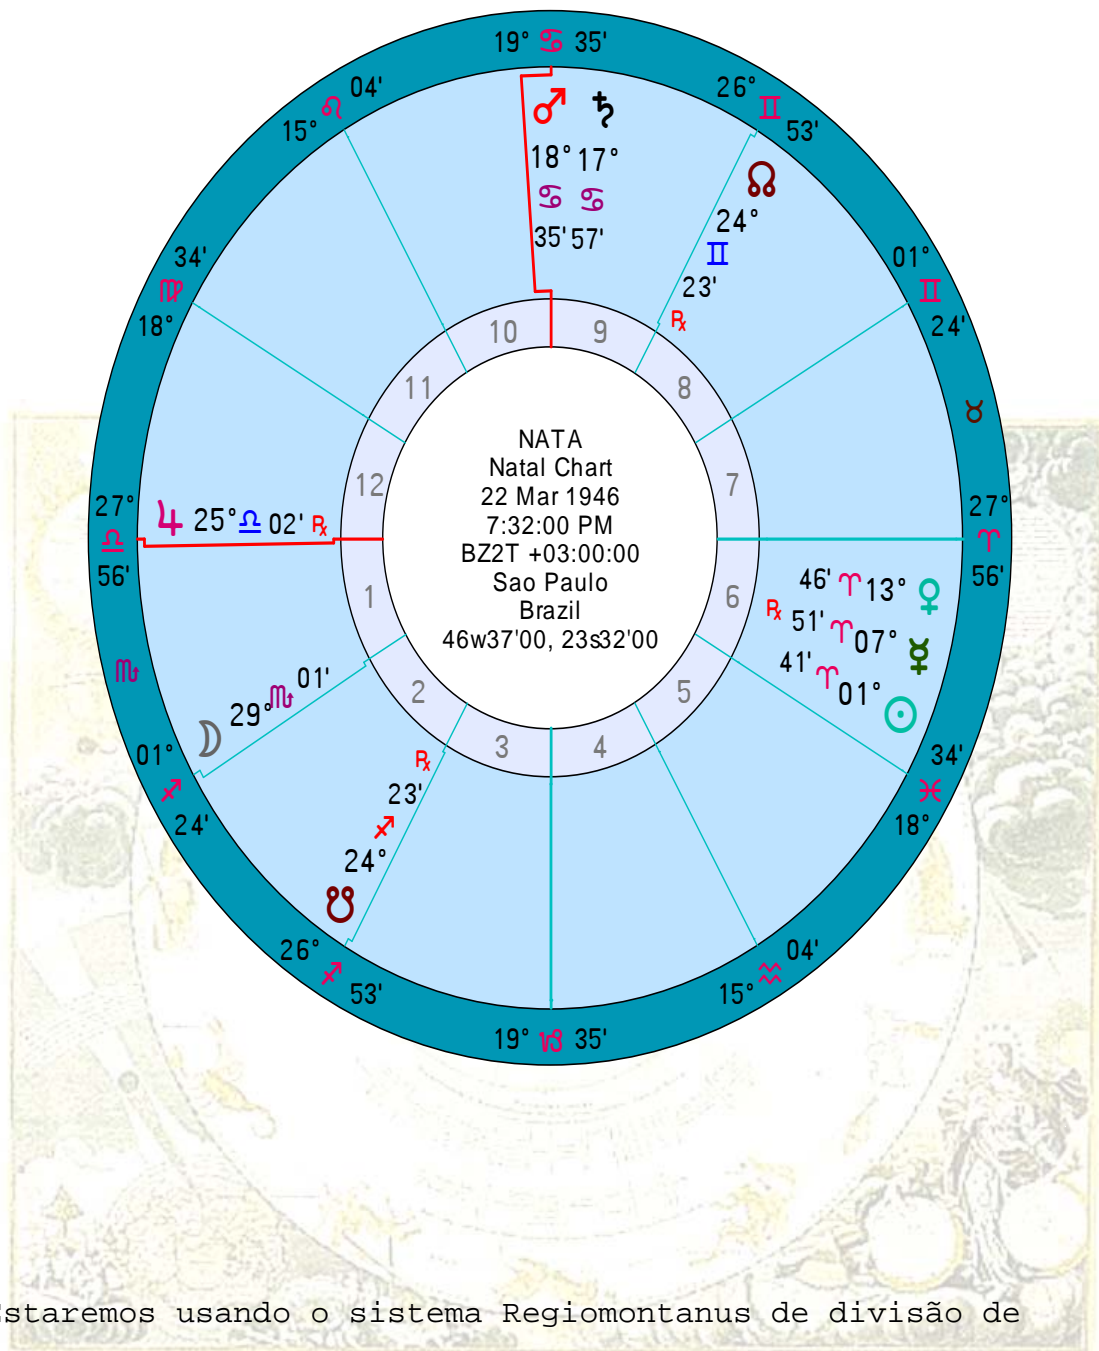 19° ♋ 35'
26° ♊ 53'
15° ♌ 04'
♂ ♄
18° 17°
♋ ♋
35' 57'
☊
24°
♊
23'
℞
34'
♍
18°
01°
♊
24'
♉
10 9
11 8
12 7
1 6
2 5
3 4
NATA
Natal Chart
22 Mar 1946
7:32:00 PM
BZ2T +03:00:00
Sao Paulo
Brazil
46w37'00, 23s32'00
27°
♎
56'
♃ 25° ♎ 02' ℞
27°
♈
56'
46' ♈ 13° ♀
℞ 51' ♈ 07° ☿
41' ♈ 01° ☉
♏
☽ 29° ♏ 01'
01°
♐
24'
℞
23'
♐
24°
☋
34'
♓
18°
26° ♐ 53'
15° ♒ 04'
19° ♑ 35'
staremos usando o sistema Regiomontanus de divisão de